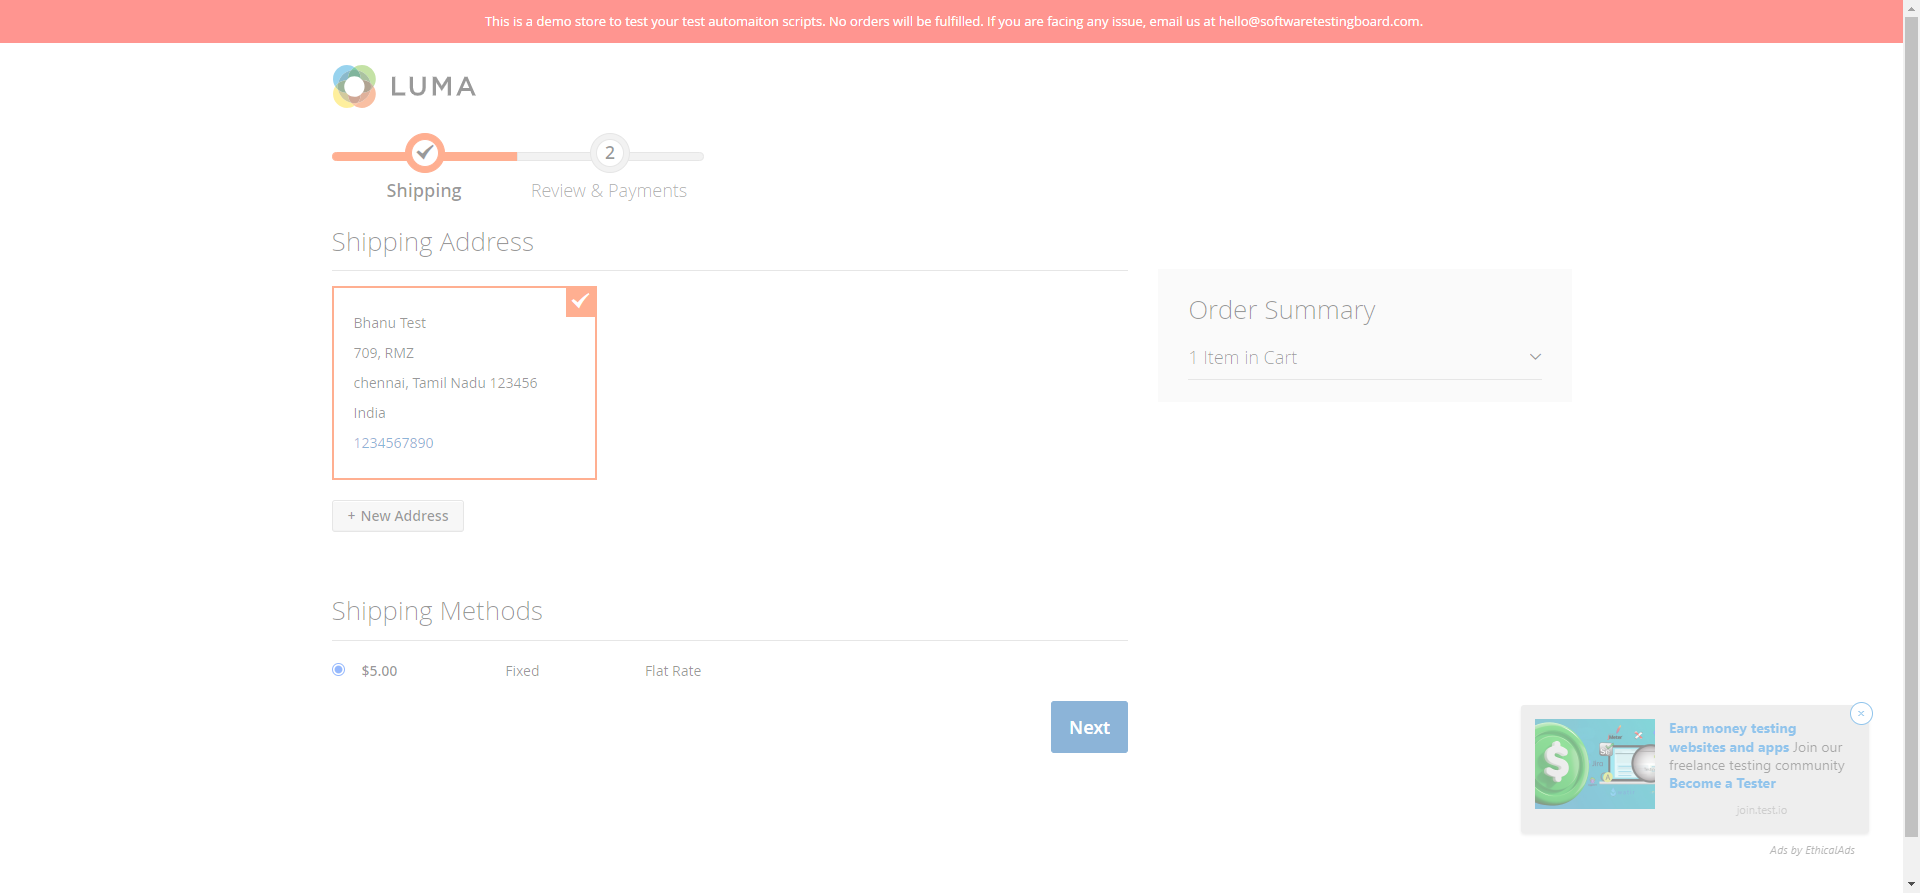 This is a demo store to test your test automaiton scripts. No orders will be fulfilled. If you are facing any issue, email us at hello@softwaretestingboard.com.
LUMA
2
Shipping
Review & Payments
Shipping Address
Bhanu Test
709, RMZ
chennai, Tamil Nadu 123456
India
1234567890
+ New Address
Order Summary
1 Item in Cart
Shipping Methods
$5.00 Fixed Flat Rate
Next
$
×
Earn money testing
websites and apps Join our
freelance testing community
Become a Tester
join.test.io
Ads by EthicalAds